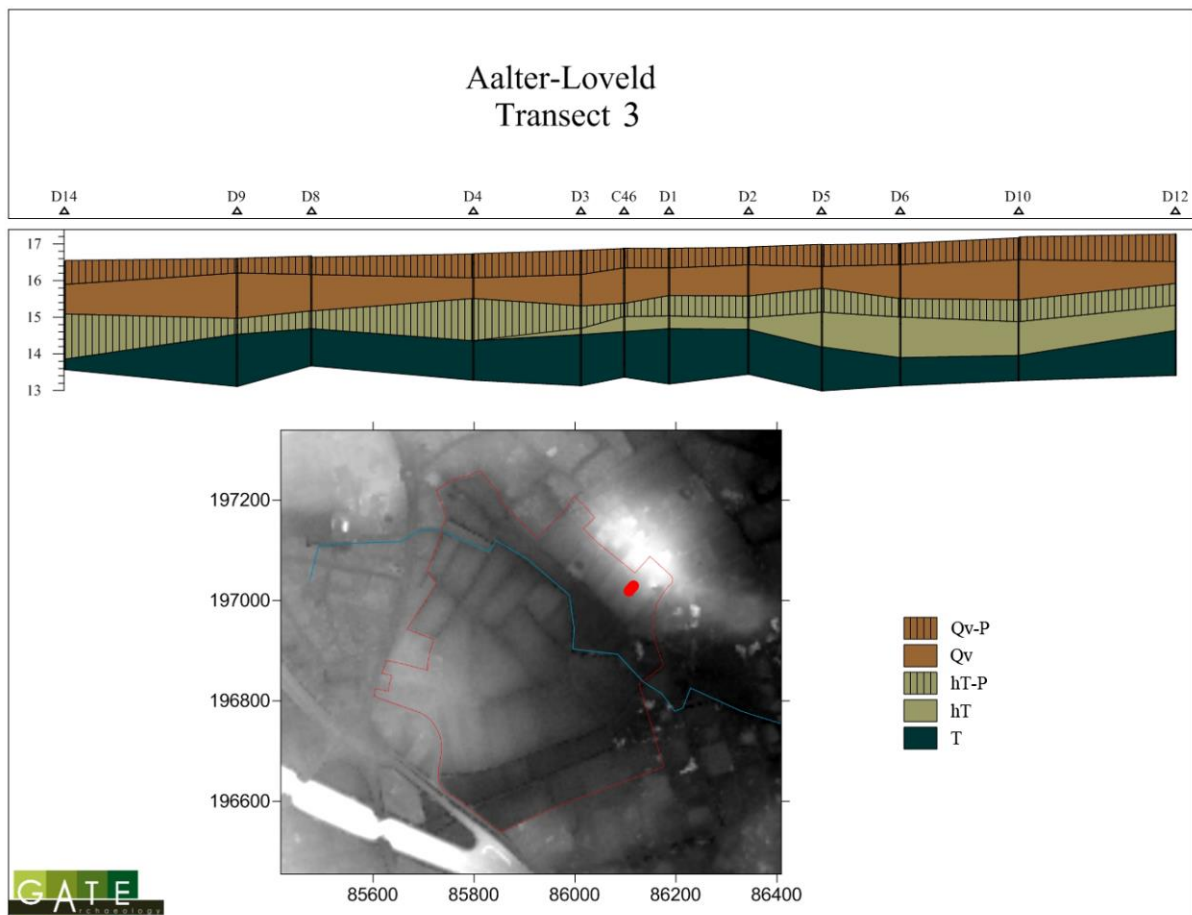 Aalter-Loveld
Transect 3
D14 D9 D8 D4 D3 C46 D1 D2 D5 D6 D10 D12
17
16
15
14
13
197200
197000
196800
196600
85600 85800 86000 86200 86400
Qv-P
Qv
hT-P
hT
T
GATE
archaeology